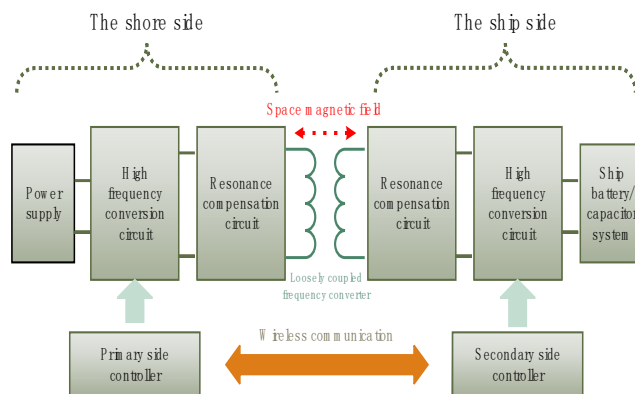 The shore side
The ship side
Space magnetic field
Power
supply
High
frequency
conversion
circuit
Resonance
compensation
circuit
Resonance
compensation
circuit
High
frequency
conversion
circuit
Ship
battery/
capacitor
system
Loosely coupled
frequency converter
Wireless communication
Primary side
controller
Secondary side
controller